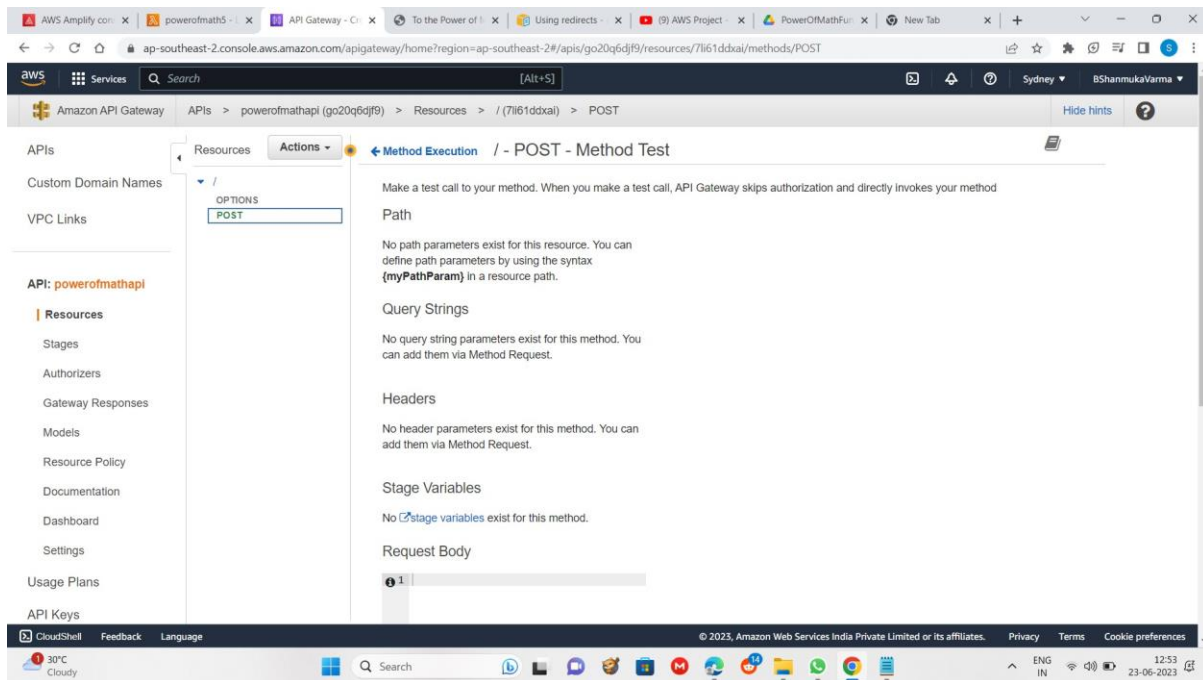 AWS Amplify con
powerofmath5 -
API Gateway - Cr
To the Power of
Using redirects -
(9) AWS Project -
PowerOfMathFun
New Tab
ap-southeast-2.console.aws.amazon.com/apigateway/home?region=ap-southeast-2#/apis/go20q6djf9/resources/7li61ddxai/methods/POST
S
aws
Services
Search
[Alt+S]
Sydney
BShanmukaVarma
Amazon API Gateway
APIs > powerofmathapi (go20q6djf9) > Resources > / (7li61ddxai) > POST
Hide hints
APIs
Custom Domain Names
VPC Links
API: powerofmathapi
Resources
Stages
Authorizers
Gateway Responses
Models
Resource Policy
Documentation
Dashboard
Settings
Usage Plans
API Keys
Resources
Actions
/
OPTIONS
POST
Method Execution / - POST - Method Test
Make a test call to your method. When you make a test call, API Gateway skips authorization and directly invokes your method
Path
No path parameters exist for this resource. You can
define path parameters by using the syntax
{myPathParam} in a resource path.
Query Strings
No query string parameters exist for this method. You
can add them via Method Request.
Headers
No header parameters exist for this method. You can
add them via Method Request.
Stage Variables
No stage variables exist for this method.
Request Body
1
CloudShell
Feedback
Language
© 2023, Amazon Web Services India Private Limited or its affiliates.
Privacy
Terms
Cookie preferences
1
30°C
Cloudy
Search
ENG
IN
12:53
23-06-2023